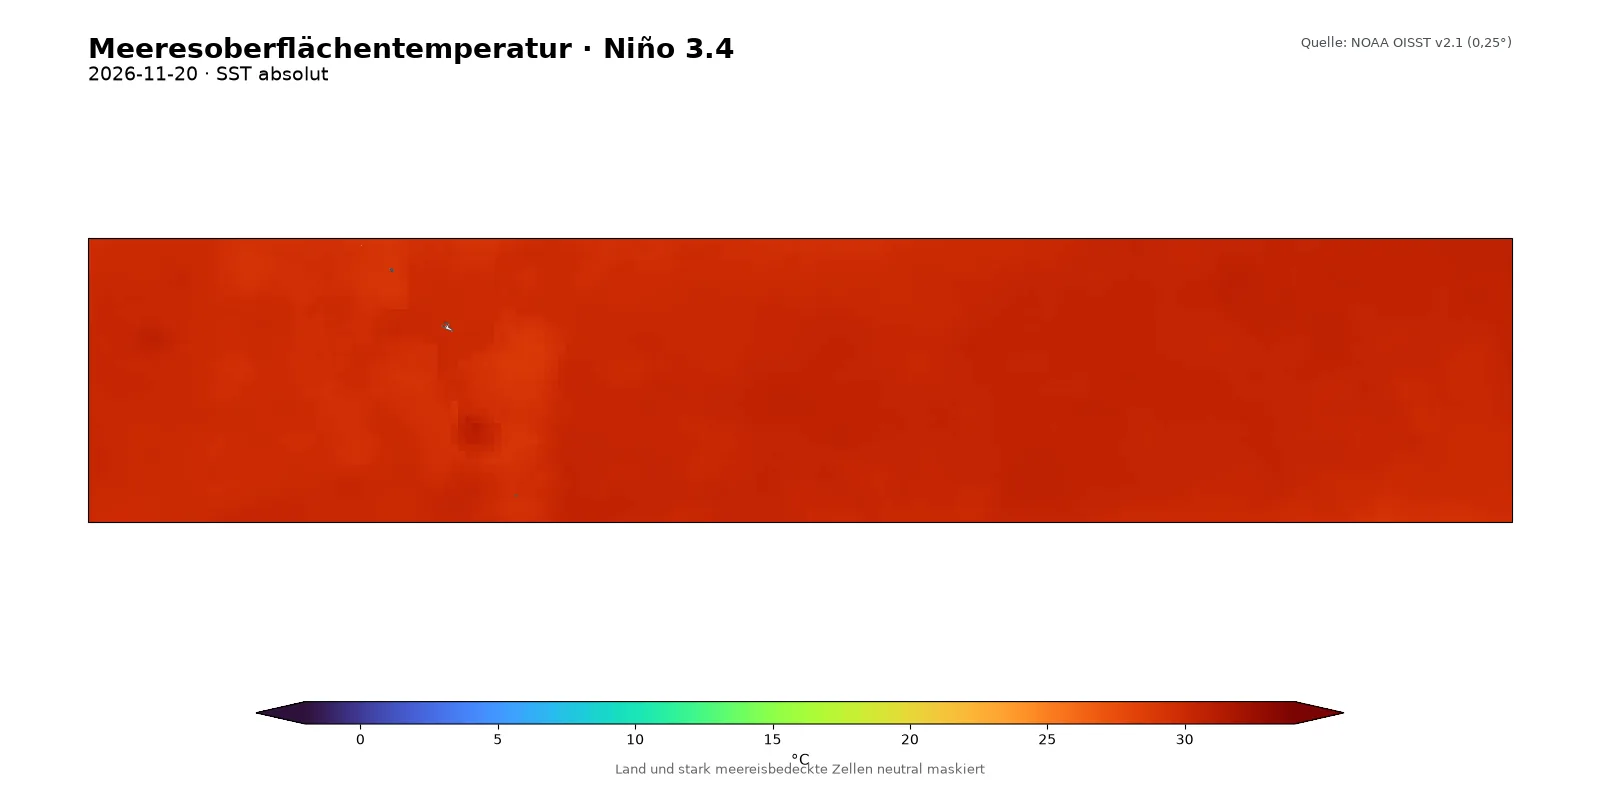 Meeresoberflächentemperatur · Niño 3.4
2026-11-20 · SST absolut
Quelle: NOAA OISST v2.1 (0,25°)
0 5 10 15 20 25 30
°C
Land und stark meereisbedeckte Zellen neutral maskiert